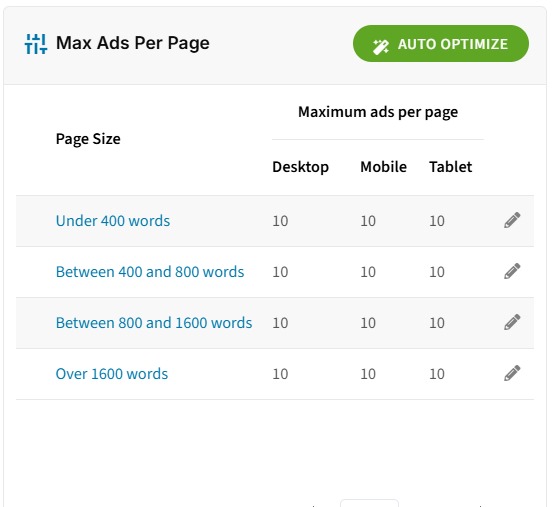 Max Ads Per Page
AUTO OPTIMIZE
Maximum ads per page
Page Size
Desktop Mobile Tablet
Under 400 words 10 10 10
Between 400 and 800 words 10 10 10
Between 800 and 1600 words 10 10 10
Over 1600 words 10 10 10